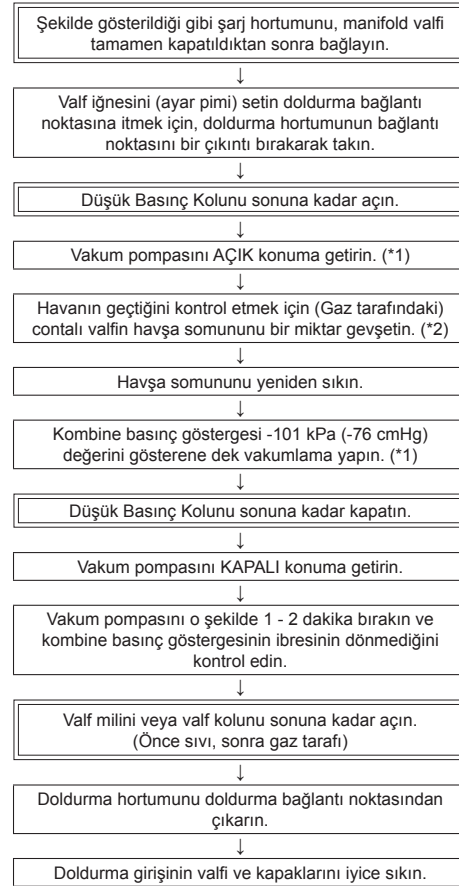 Şekilde gösterildiği gibi şarj hortumunu, manifold valfi
tamamen kapatıldıktan sonra bağlayın.
↓
Valf iğnesini (ayar pimi) setin doldurma bağlantı
noktasına itmek için, doldurma hortumunun bağlantı
noktasını bir çıkıntı bırakarak takın.
↓
Düşük Basınç Kolunu sonuna kadar açın.
↓
Vakum pompasını AÇIK konuma getirin. (*1)
↓
Havanın geçtiğini kontrol etmek için (Gaz tarafındaki)
contalı valfin havşa somununu bir miktar gevşetin. (*2)
↓
Havşa somununu yeniden sıkın.
↓
Kombine basınç göstergesi -101 kPa (-76 cmHg)
değerini gösterene dek vakumlama yapın. (*1)
↓
Düşük Basınç Kolunu sonuna kadar kapatın.
↓
Vakum pompasını KAPALI konuma getirin.
↓
Vakum pompasını o şekilde 1 - 2 dakika bırakın ve
kombine basınç göstergesinin ibresinin dönmediğini
kontrol edin.
↓
Valf milini veya valf kolunu sonuna kadar açın.
(Önce sıvı, sonra gaz tarafı)
↓
Doldurma hortumunu doldurma bağlantı noktasından
çıkarın.
↓
Doldurma girişinin valfi ve kapaklarını iyice sıkın.